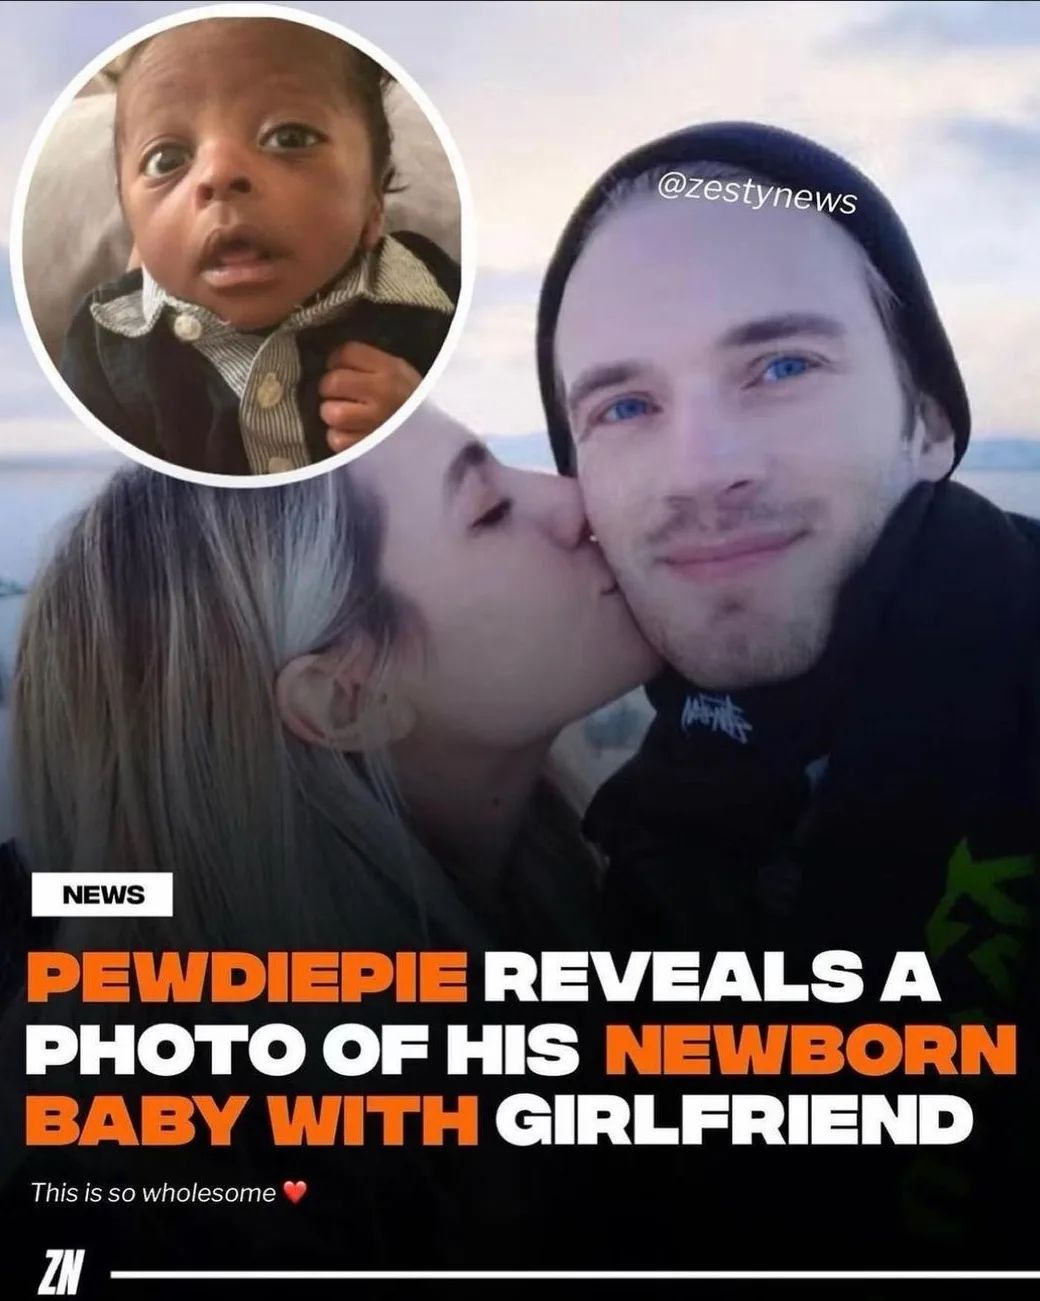 @zestynews
NEWS
PEWDIEPIE REVEALS A
PHOTO OF HIS NEWBORN
BABY WITH GIRLFRIEND
This is so wholesome ❤️
ZN